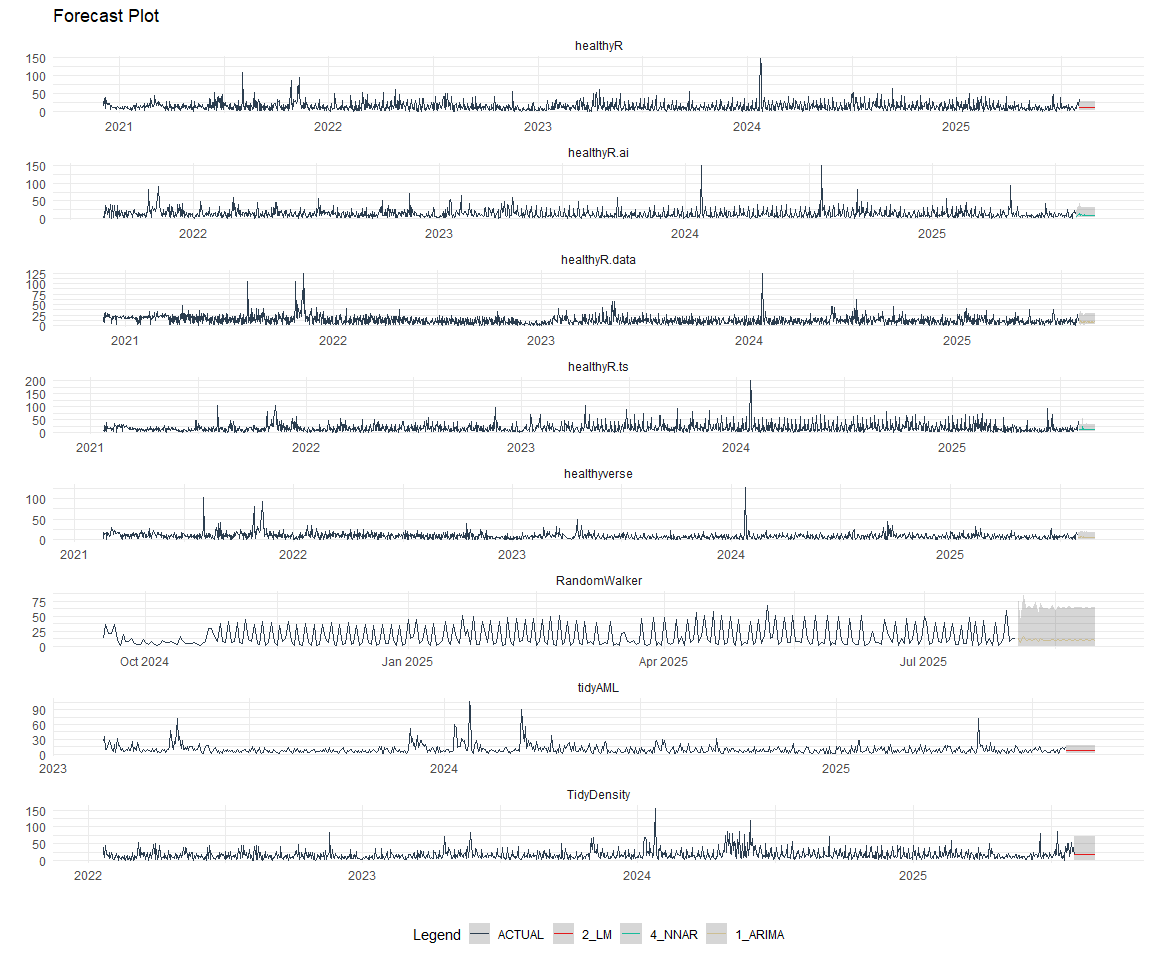 Forecast Plot
healthyR
150
100
50
0
2021 2022 2023 2024 2025
healthyR.ai
150
100
50
0
2022 2023 2024 2025
healthyR.data
125
100
75
50
25
0
2021 2022 2023 2024 2025
healthyR.ts
200
150
100
50
0
2021 2022 2023 2024 2025
healthyverse
100
50
0
2021 2022 2023 2024 2025
RandomWalker
75
50
25
0
Oct 2024 Jan 2025 Apr 2025 Jul 2025
tidyAML
90
60
30
0
2023 2024 2025
TidyDensity
150
100
50
0
2022 2023 2024 2025
Legend ACTUAL 2_LM 4_NNAR 1_ARIMA